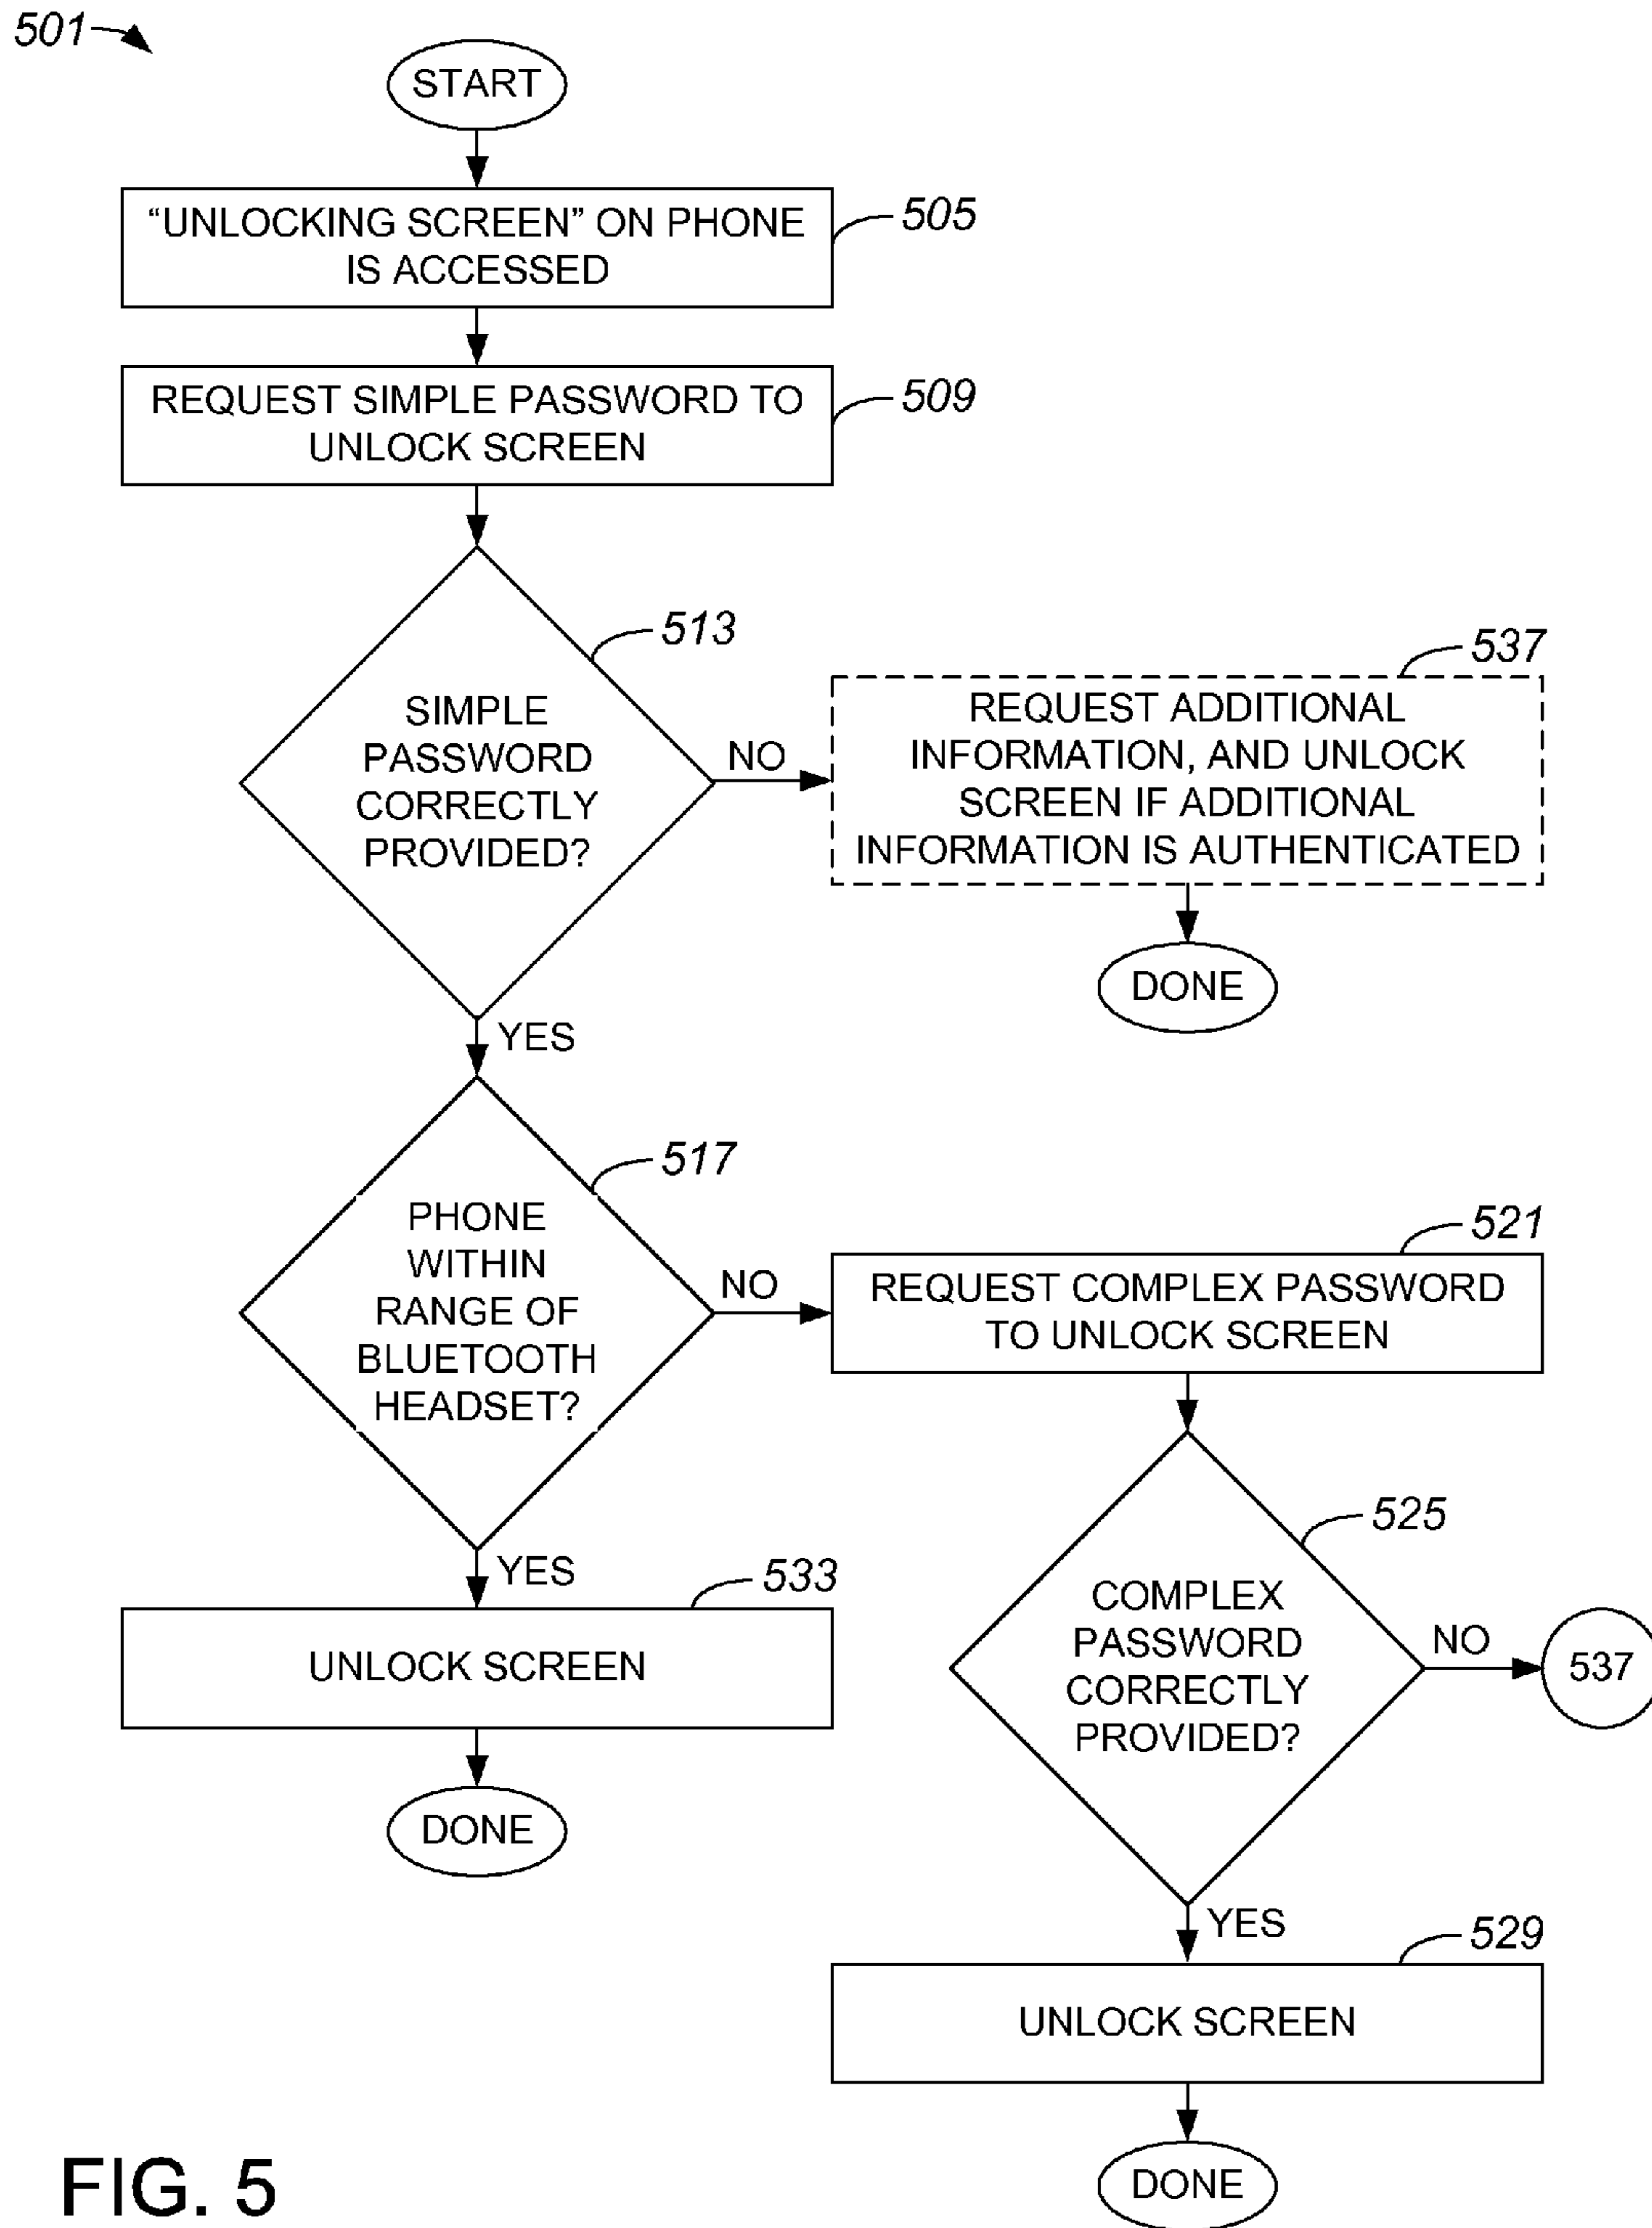 501
START
“UNLOCKING SCREEN” ON PHONE
IS ACCESSED
505
REQUEST SIMPLE PASSWORD TO
UNLOCK SCREEN
509
SIMPLE
PASSWORD
CORRECTLY
PROVIDED?
513
NO
537
REQUEST ADDITIONAL
INFORMATION, AND UNLOCK
SCREEN IF ADDITIONAL
INFORMATION IS AUTHENTICATED
DONE
YES
PHONE
WITHIN
RANGE OF
BLUETOOTH
HEADSET?
517
NO
521
REQUEST COMPLEX PASSWORD
TO UNLOCK SCREEN
525
COMPLEX
PASSWORD
CORRECTLY
PROVIDED?
NO
537
YES
533
UNLOCK SCREEN
DONE
YES
529
UNLOCK SCREEN
DONE
FIG. 5